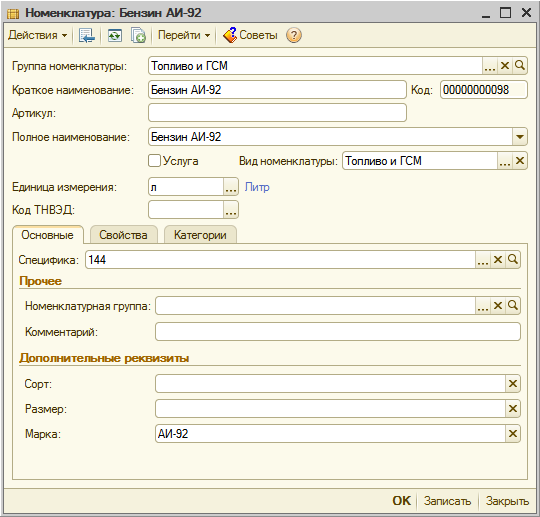 Номенклатура: Бензин АИ-92
Действия Перейти Советы ?
Группа номенклатуры: Топливо и ГСМ ... ×
Краткое наименование: Бензин АИ-92 Код: 00000000098
Артикул:
Полное наименование: Бензин АИ-92
Услуга Вид номенклатуры: Топливо и ГСМ ... ×
Единица измерения: л ... Литр
Код ТНВЭД: ...
Основные Свойства Категории
Специфика: 144 ... ×
Прочее
Номенклатурная группа: ... ×
Комментарий:
Дополнительные реквизиты
Сорт: ×
Размер: ×
Марка: АИ-92 ×
OK Записать Закрыть